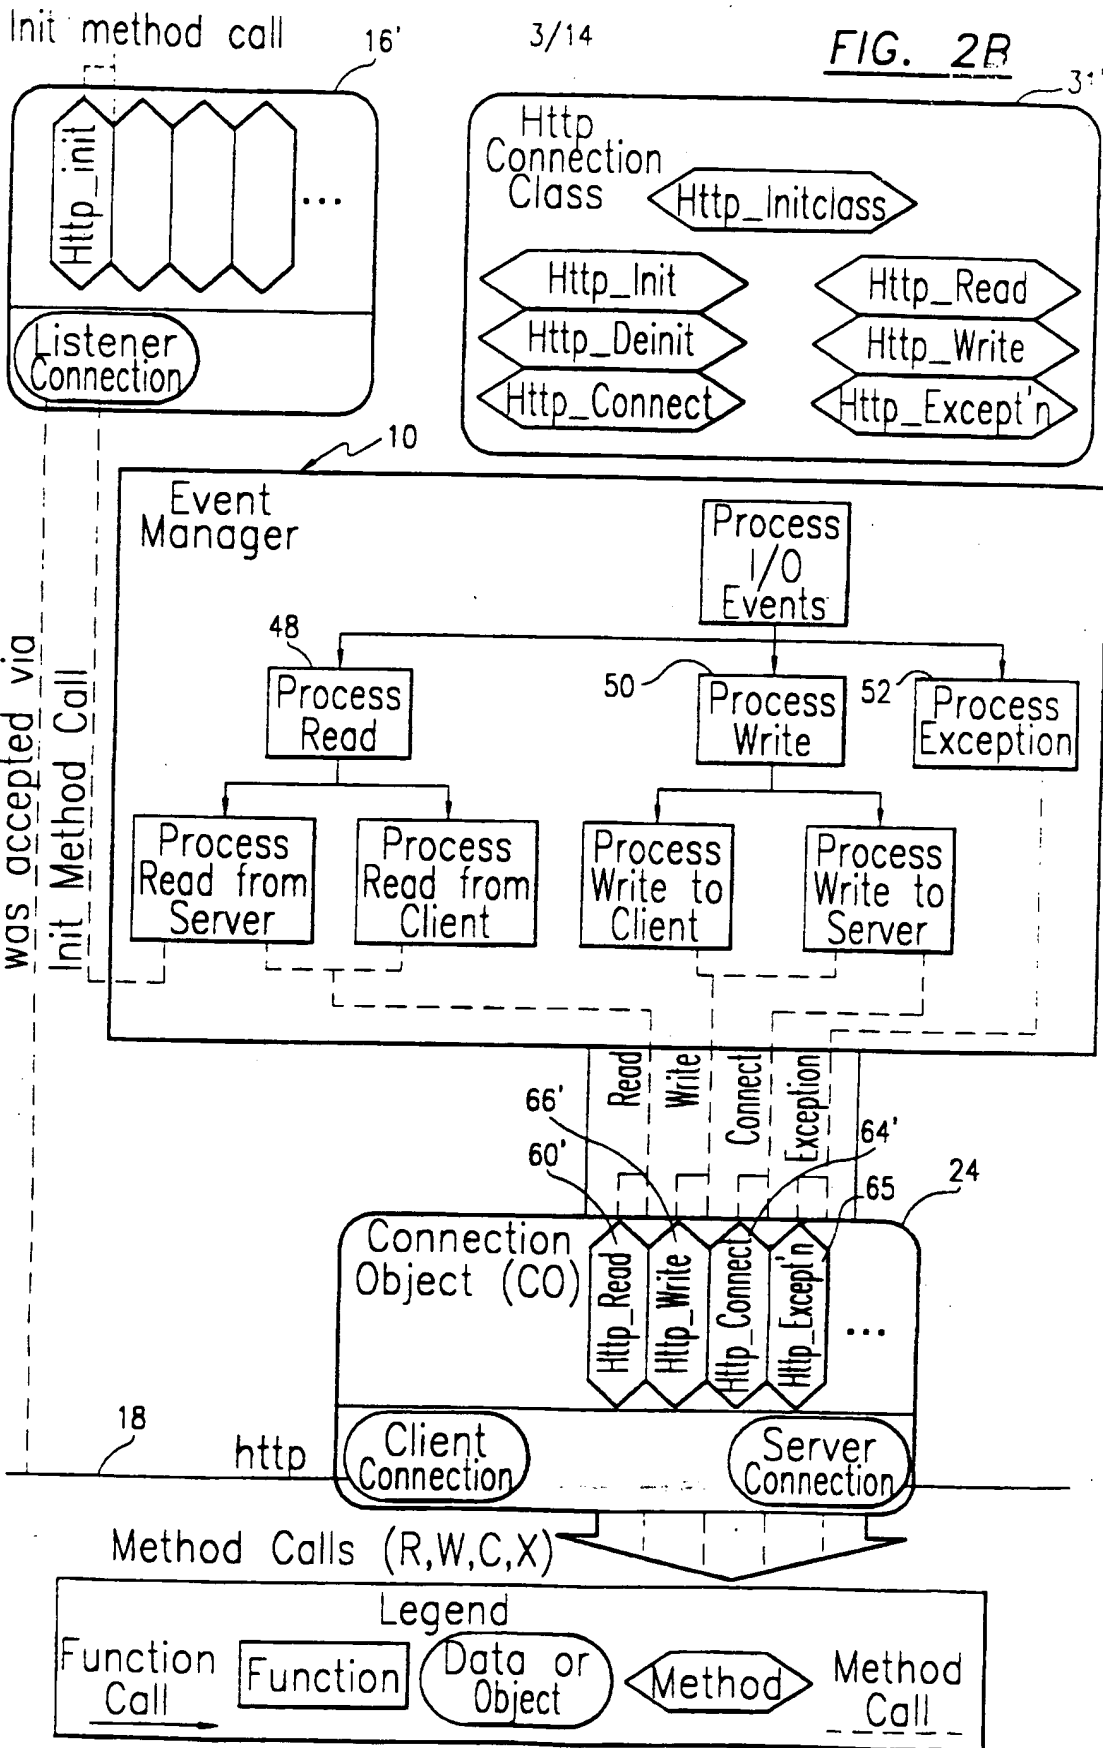 Init method call
16'
3/14
FIG. 2B
31'
Http_init
...
Listener
Connection
Http
Connection
Class
Http_Initclass
Http_Init
Http_Deinit
Http_Connect
Http_Read
Http_Write
Http_Except'n
10
Event
Manager
Process
I/O
Events
48
Process
Read
50
Process
Write
52
Process
Exception
Process
Read from
Server
Process
Read from
Client
Process
Write to
Client
Process
Write to
Server
was accepted via
Init Method Call
Read
Write
Connect
Exception
66'
60'
64'
65
24
Connection
Object (CO)
Http_Read
Http_Write
Http_Connect
Http_Except'n
...
18
http
Client
Connection
Server
Connection
Method Calls (R,W,C,X)
Legend
Function
Call
Function
Data or
Object
Method
Method
Call